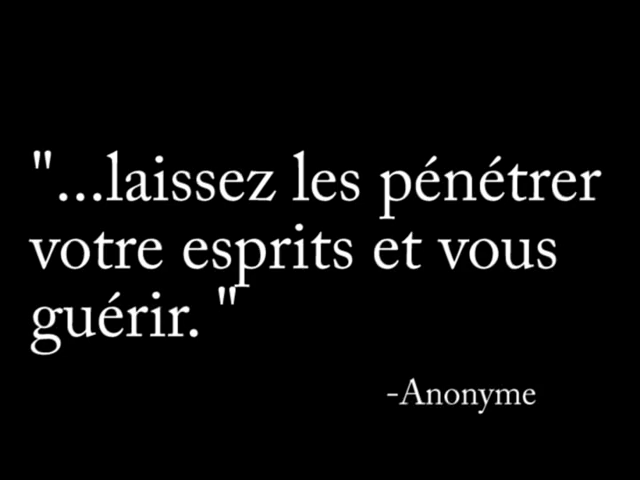 "...laissez les pénétrer
votre esprits et vous
guérir. "
-Anonyme